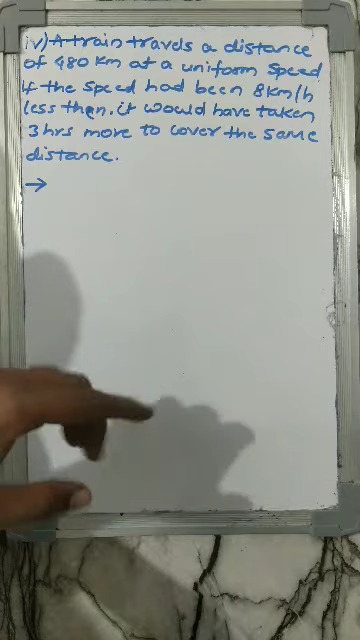 iv) A train travels a distance
of 480 Km at a uniform speed
If the speed had been 8km/h
less then. it would have taken
3 hrs more to cover the same
distance.
→